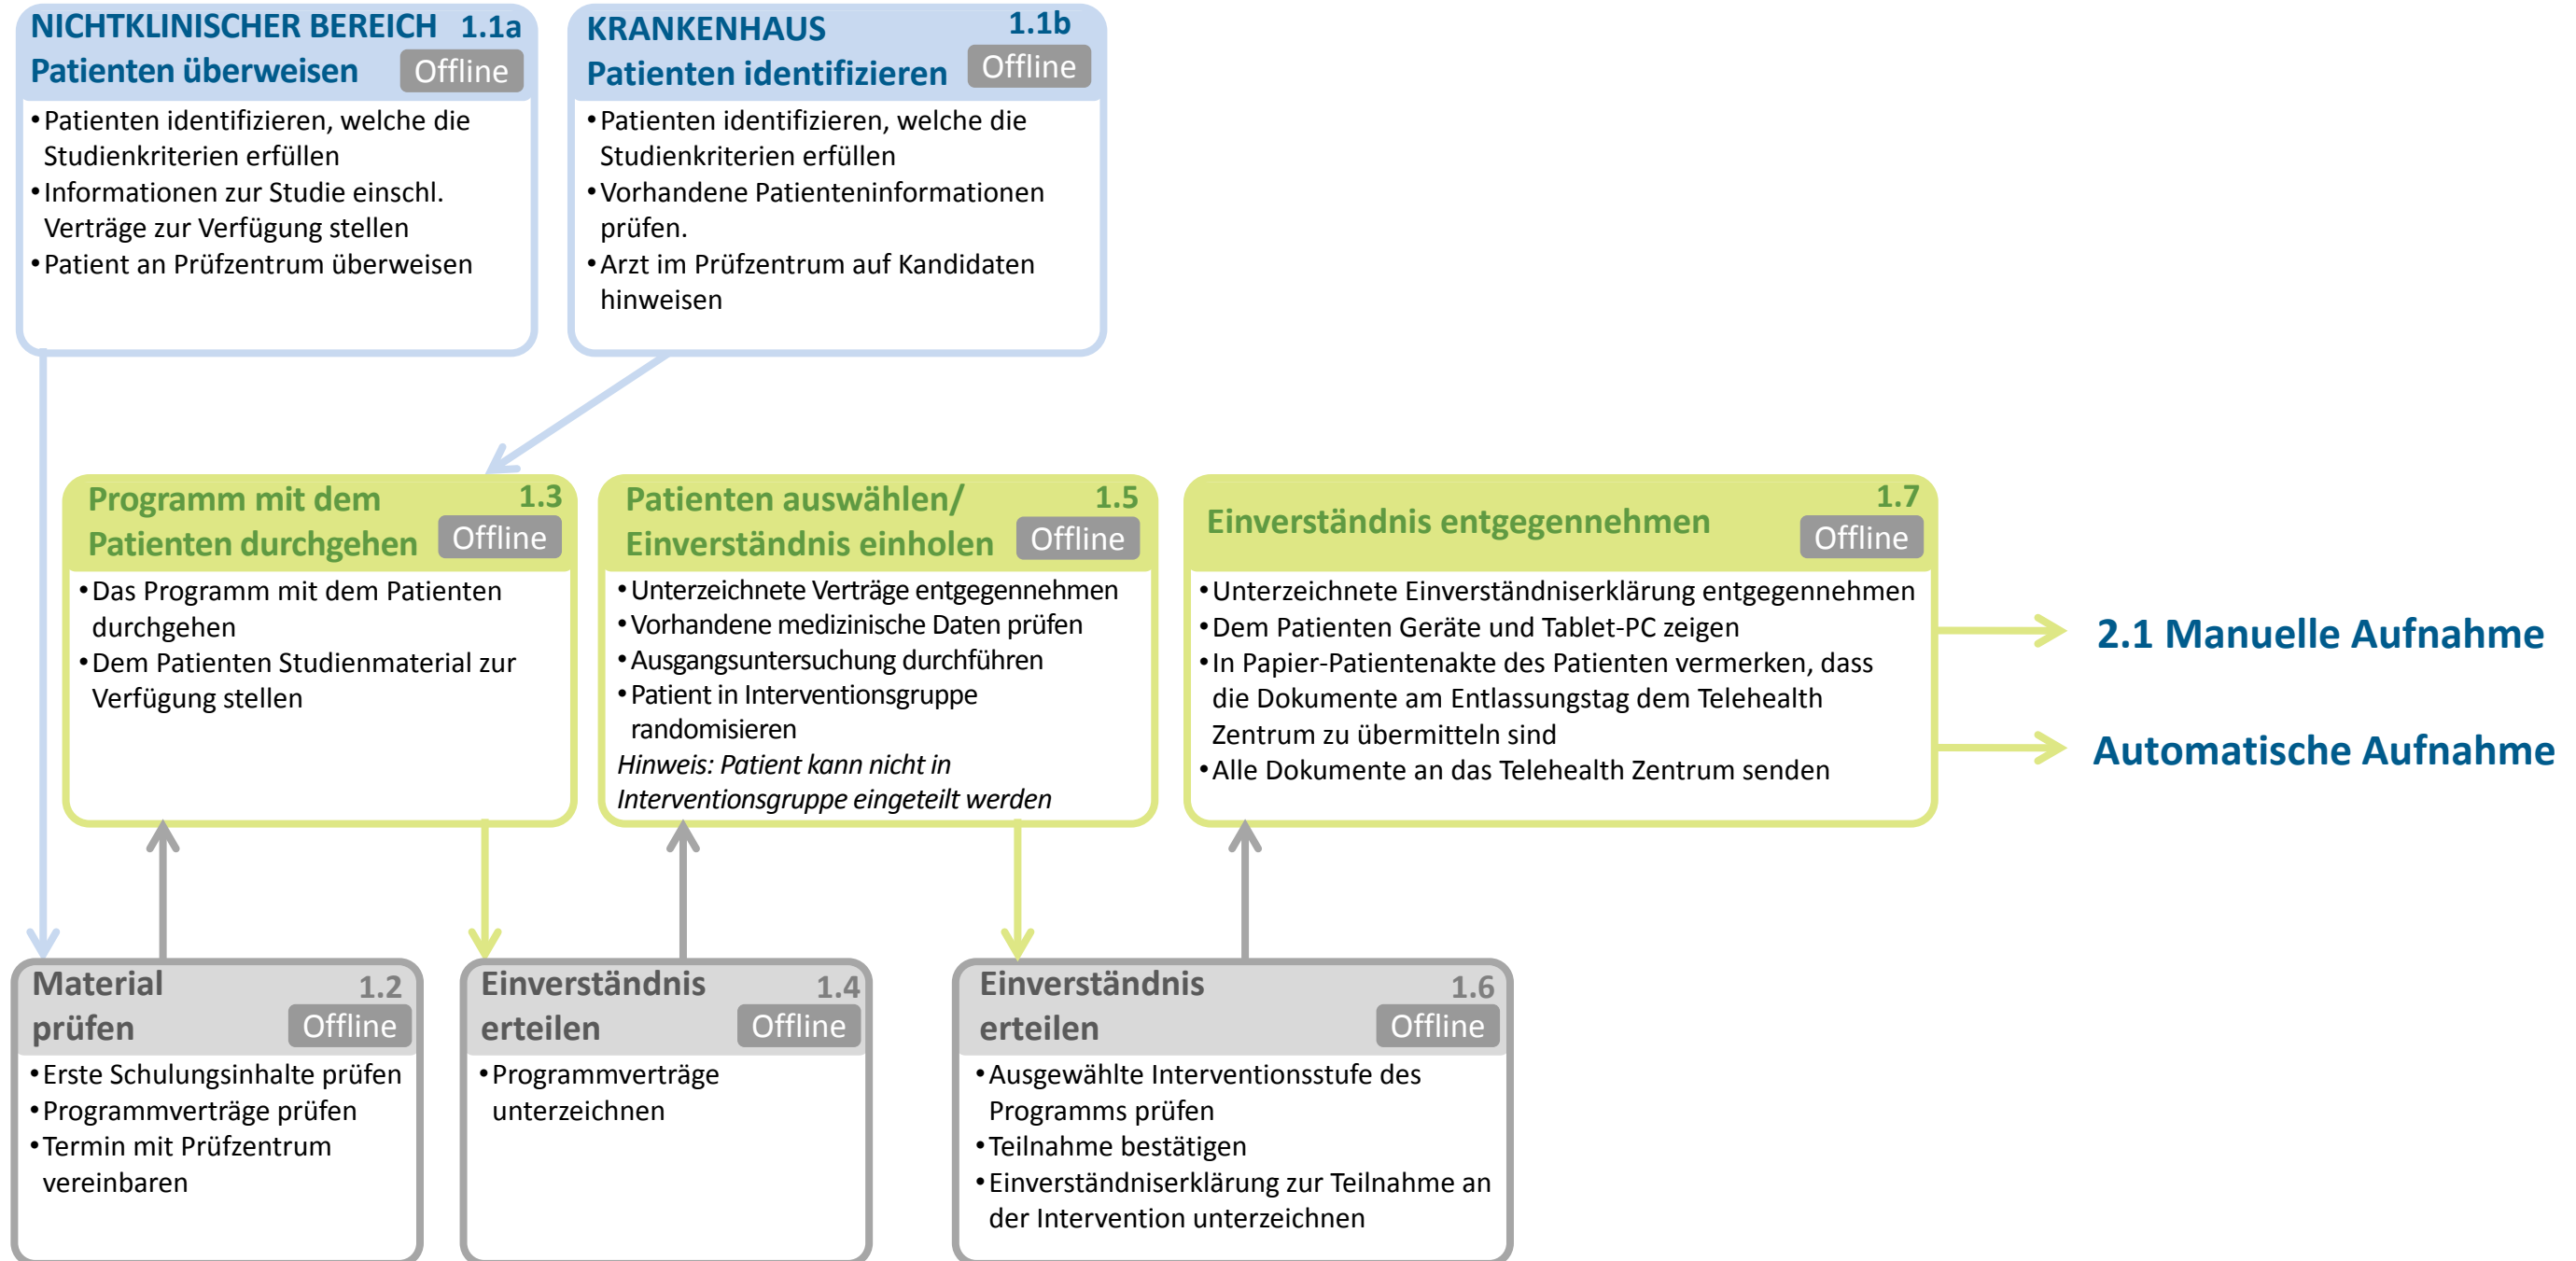 NICHTKLINISCHER BEREICH 1.1a
Patienten überweisen Offline
• Patienten identifizieren, welche die
Studienkriterien erfüllen
• Informationen zur Studie einschl.
Verträge zur Verfügung stellen
• Patient an Prüfzentrum überweisen
KRANKENHAUS 1.1b
Patienten identifizieren Offline
• Patienten identifizieren, welche die
Studienkriterien erfüllen
• Vorhandene Patienteninformationen
prüfen.
• Arzt im Prüfzentrum auf Kandidaten
hinweisen
Programm mit dem 1.3
Patienten durchgehen Offline
• Das Programm mit dem Patienten
durchgehen
• Dem Patienten Studienmaterial zur
Verfügung stellen
Patienten auswählen/ 1.5
Einverständnis einholen Offline
• Unterzeichnete Verträge entgegennehmen
• Vorhandene medizinische Daten prüfen
• Ausgangsuntersuchung durchführen
• Patient in Interventionsgruppe
randomisieren
Hinweis: Patient kann nicht in
Interventionsgruppe eingeteilt werden
Einverständnis entgegennehmen 1.7
Offline
• Unterzeichnete Einverständniserklärung entgegennehmen
• Dem Patienten Geräte und Tablet-PC zeigen
• In Papier-Patientenakte des Patienten vermerken, dass
die Dokumente am Entlassungstag dem Telehealth
Zentrum zu übermitteln sind
• Alle Dokumente an das Telehealth Zentrum senden
2.1 Manuelle Aufnahme
Automatische Aufnahme
Material 1.2
prüfen Offline
• Erste Schulungsinhalte prüfen
• Programmverträge prüfen
• Termin mit Prüfzentrum
vereinbaren
Einverständnis 1.4
erteilen Offline
• Programmverträge
unterzeichnen
Einverständnis 1.6
erteilen Offline
• Ausgewählte Interventionsstufe des
Programms prüfen
• Teilnahme bestätigen
• Einverständniserklärung zur Teilnahme an
der Intervention unterzeichnen